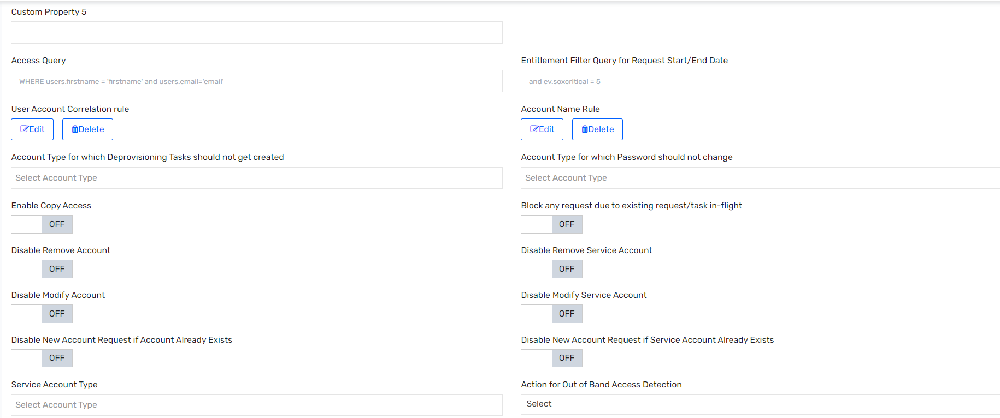 Custom Property 5
Access Query
Entitlement Filter Query for Request Start/End Date
WHERE users.firstname = 'firstname' and users.email='email'
and ev.soxcritical = 5
User Account Correlation rule
Account Name Rule
Edit
Delete
Edit
Delete
Account Type for which Deprovisioning Tasks should not get created
Account Type for which Password should not change
Select Account Type
Select Account Type
Enable Copy Access
Block any request due to existing request/task in-flight
OFF
OFF
Disable Remove Account
Disable Remove Service Account
OFF
OFF
Disable Modify Account
Disable Modify Service Account
OFF
OFF
Disable New Account Request if Account Already Exists
Disable New Account Request if Service Account Already Exists
OFF
OFF
Service Account Type
Action for Out of Band Access Detection
Select Account Type
Select